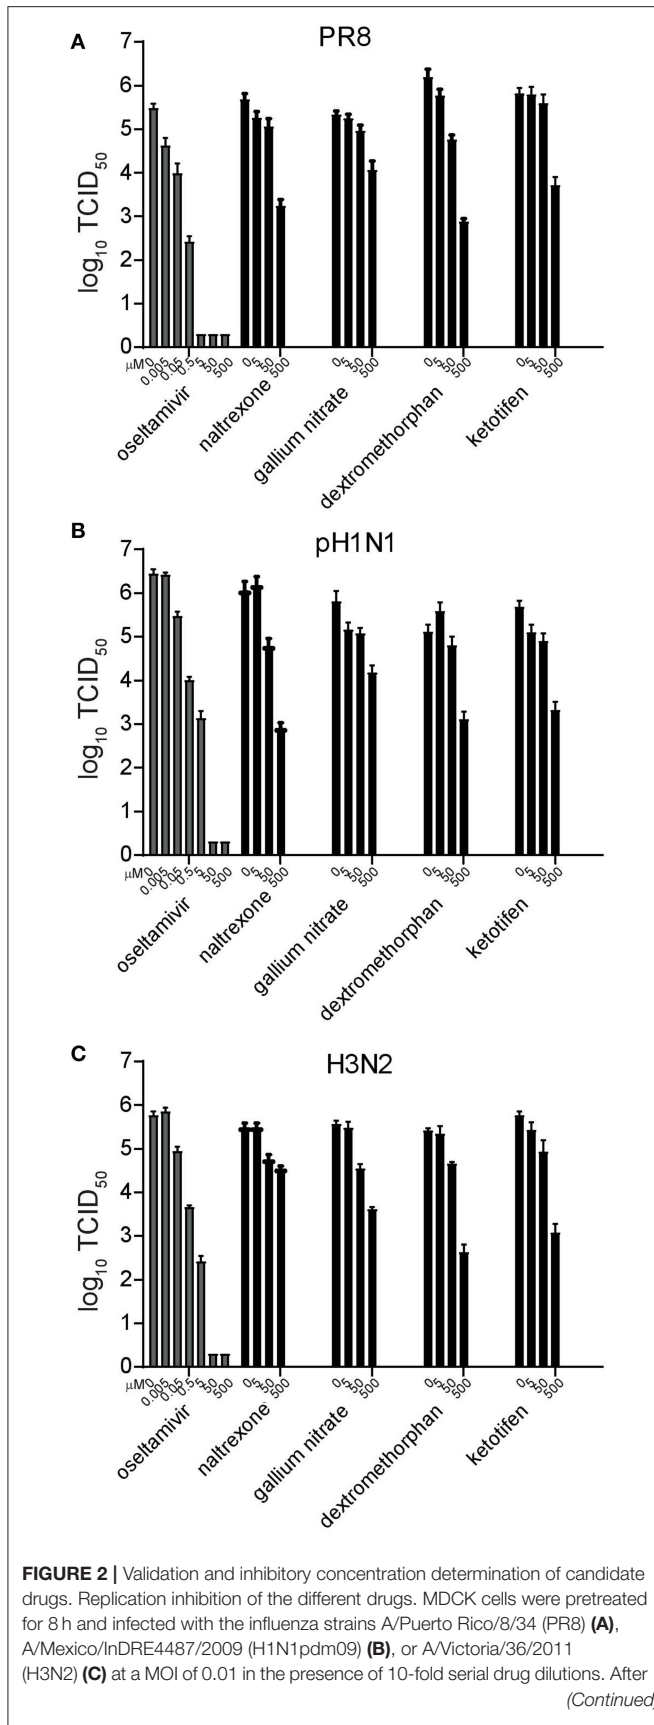 A
PR8
7
6
5
4
3
2
1
0
log10 TCID50
μM 0 0.005 0.05 0.5 5 50 500 0 5 50 500 0 5 50 500 0 5 50 500 0 5 50 500
oseltamivir naltrexone gallium nitrate dextromethorphan ketotifen
B
pH1N1
7
6
5
4
3
2
1
0
log10 TCID50
μM 0 0.005 0.05 0.5 5 50 500 0 5 50 500 0 5 50 500 0 5 50 500 0 5 50 500
oseltamivir naltrexone gallium nitrate dextromethorphan ketotifen
C
H3N2
7
6
5
4
3
2
1
0
log10 TCID50
μM 0 0.005 0.05 0.5 5 50 500 0 5 50 500 0 5 50 500 0 5 50 500 0 5 50 500
oseltamivir naltrexone gallium nitrate dextromethorphan ketotifen
FIGURE 2 | Validation and inhibitory concentration determination of candidate
drugs. Replication inhibition of the different drugs. MDCK cells were pretreated
for 8 h and infected with the influenza strains A/Puerto Rico/8/34 (PR8) (A),
A/Mexico/InDRE4487/2009 (H1N1pdm09) (B), or A/Victoria/36/2011
(H3N2) (C) at a MOI of 0.01 in the presence of 10-fold serial drug dilutions. After
(Continued)